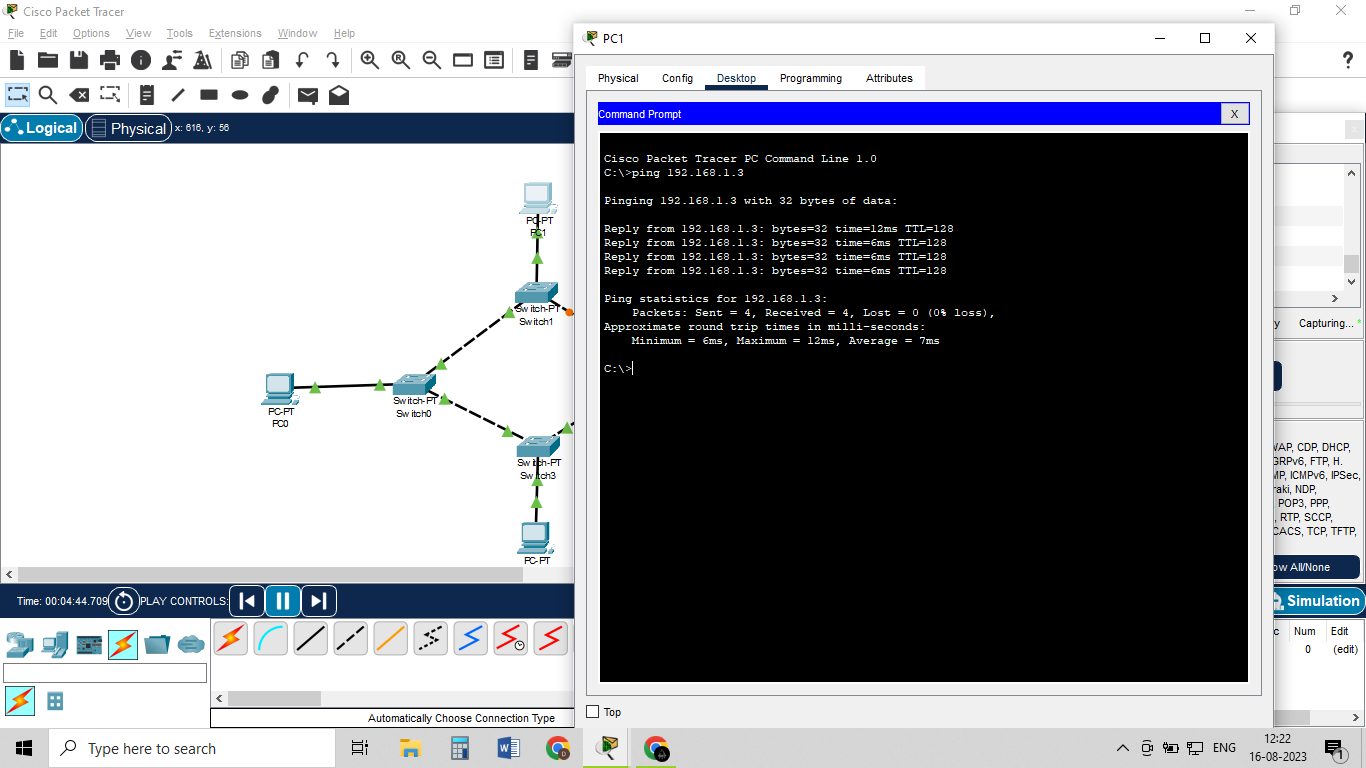 Cisco Packet Tracer
File Edit Options View Tools Extensions Window Help
Logical
Physical
x: 616, y: 56
PC-PT
PC1
Switch-PT
Switch1
PC-PT
PC0
Switch-PT
Switch0
Switch-PT
Switch3
PC-PT
Time: 00:04:44.709
PLAY CONTROLS:
Automatically Choose Connection Type
PC1
Physical Config Desktop Programming Attributes
Command Prompt
X
Cisco Packet Tracer PC Command Line 1.0
C:\>ping 192.168.1.3
Pinging 192.168.1.3 with 32 bytes of data:
Reply from 192.168.1.3: bytes=32 time=12ms TTL=128
Reply from 192.168.1.3: bytes=32 time=6ms TTL=128
Reply from 192.168.1.3: bytes=32 time=6ms TTL=128
Reply from 192.168.1.3: bytes=32 time=6ms TTL=128
Ping statistics for 192.168.1.3:
Packets: Sent = 4, Received = 4, Lost = 0 (0% loss),
Approximate round trip times in milli-seconds:
Minimum = 6ms, Maximum = 12ms, Average = 7ms
C:\>
Top
Capturing...
CDP, DHCP,
GRPv6, FTP, H.
ICMPv6, IPSec,
NDP,
POP3, PPP,
RTP, SCCP,
TCP, TFTP,
All/None
Simulation
Num Edit
0 (edit)
Type here to search
ENG
12:22
16-08-2023
1